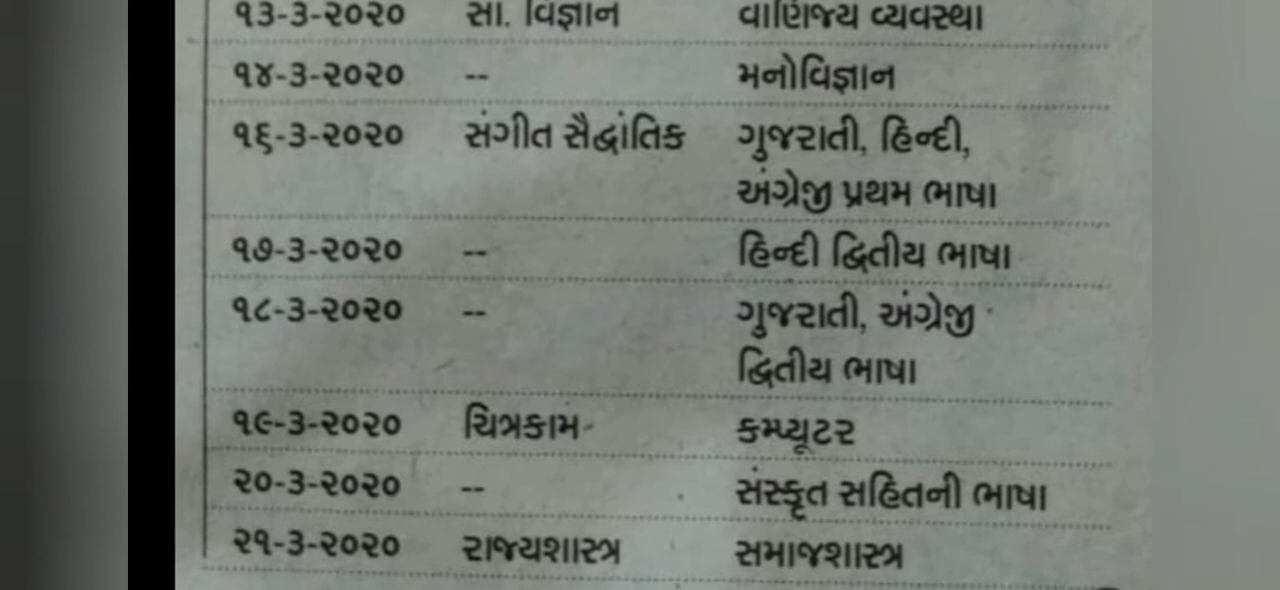 ૧૩-૩-૨૦૨૦ સા. વિજ્ઞાન વાણિજ્ય વ્યવસ્થા
૧૪-૩-૨૦૨૦ -- મનોવિજ્ઞાન
૧૬-૩-૨૦૨૦ સંગીત સૈદ્ધાંતિક ગુજરાતી, હિન્દી,
અંગ્રેજી પ્રથમ ભાષા
૧૭-૩-૨૦૨૦ -- હિન્દી દ્વિતીય ભાષા
૧૮-૩-૨૦૨૦ -- ગુજરાતી, અંગ્રેજી
દ્વિતીય ભાષા
૧૯-૩-૨૦૨૦ ચિત્રકામ કમ્પ્યૂટર
૨૦-૩-૨૦૨૦ -- સંસ્કૃત સહિતની ભાષા
૨૧-૩-૨૦૨૦ રાજ્યશાસ્ત્ર સમાજશાસ્ત્ર